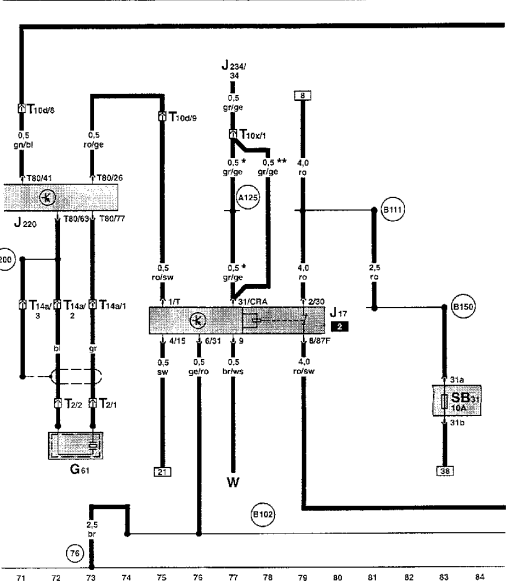 J 234/
34
0,5
gr/ge
8
T10d/8
T10d/9
T10x/1
0,5
gn/bl
0,5
ro/ge
0,5 *
gr/ge
0,5 **
gr/ge
4,0
ro
T80/41
T80/26
A125
B111
J 220
T80/63
T80/77
200
0,5
ro/sw
0,5 *
gr/ge
4,0
ro
2,5
ro
T14a/
3
T14a/
2
T14a/1
1/T
31/CRA
2/30
J 17
2
B150
4/15
6/31
9
8/87F
bl
gr
0,5
sw
0,5
ge/ro
0,5
br/ws
4,0
ro/sw
31a
SB31
10A
31b
T2/2
T2/1
G 61
21
W
38
B102
2,5
br
76
71 72 73 74 75 76 77 78 79 80 81 82 83 84